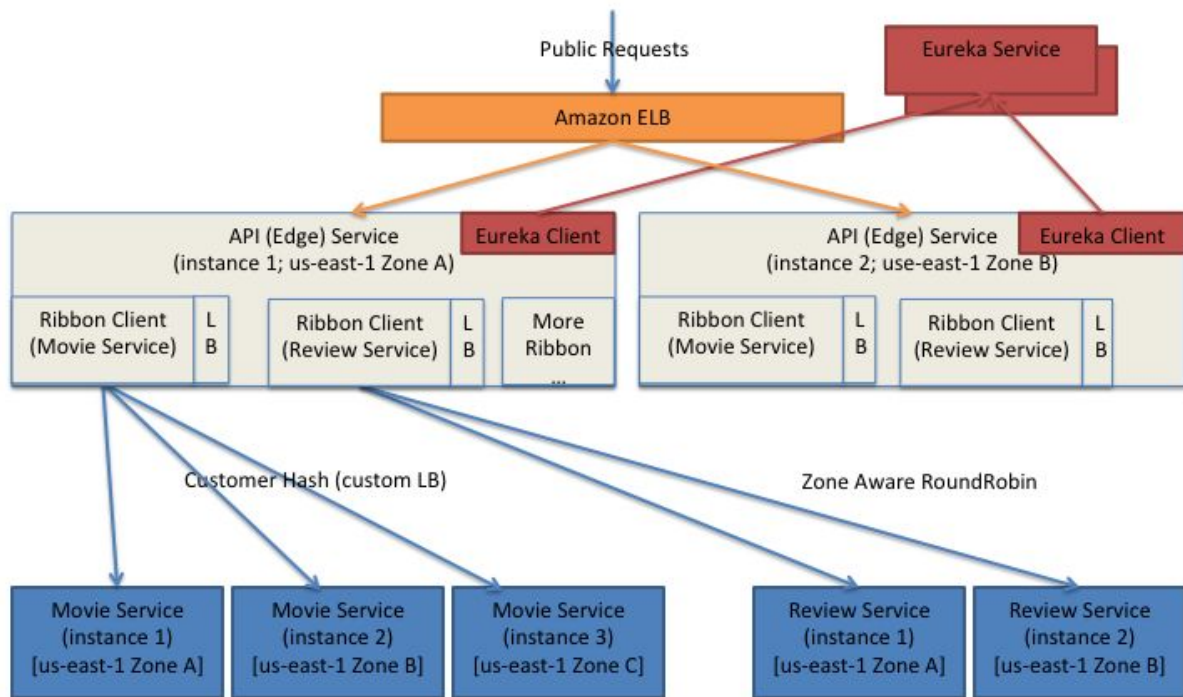 Public Requests
Eureka Service
Amazon ELB
API (Edge) Service
(instance 1; us-east-1 Zone A)
Eureka Client
Ribbon Client
(Movie Service)
L
B
Ribbon Client
(Review Service)
L
B
More
Ribbon
...
API (Edge) Service
(instance 2; use-east-1 Zone B)
Eureka Client
Ribbon Client
(Movie Service)
L
B
Ribbon Client
(Review Service)
L
B
Customer Hash (custom LB)
Zone Aware RoundRobin
Movie Service
(instance 1)
[us-east-1 Zone A]
Movie Service
(instance 2)
[us-east-1 Zone B]
Movie Service
(instance 3)
[us-east-1 Zone C]
Review Service
(instance 1)
[us-east-1 Zone A]
Review Service
(instance 2)
[us-east-1 Zone B]